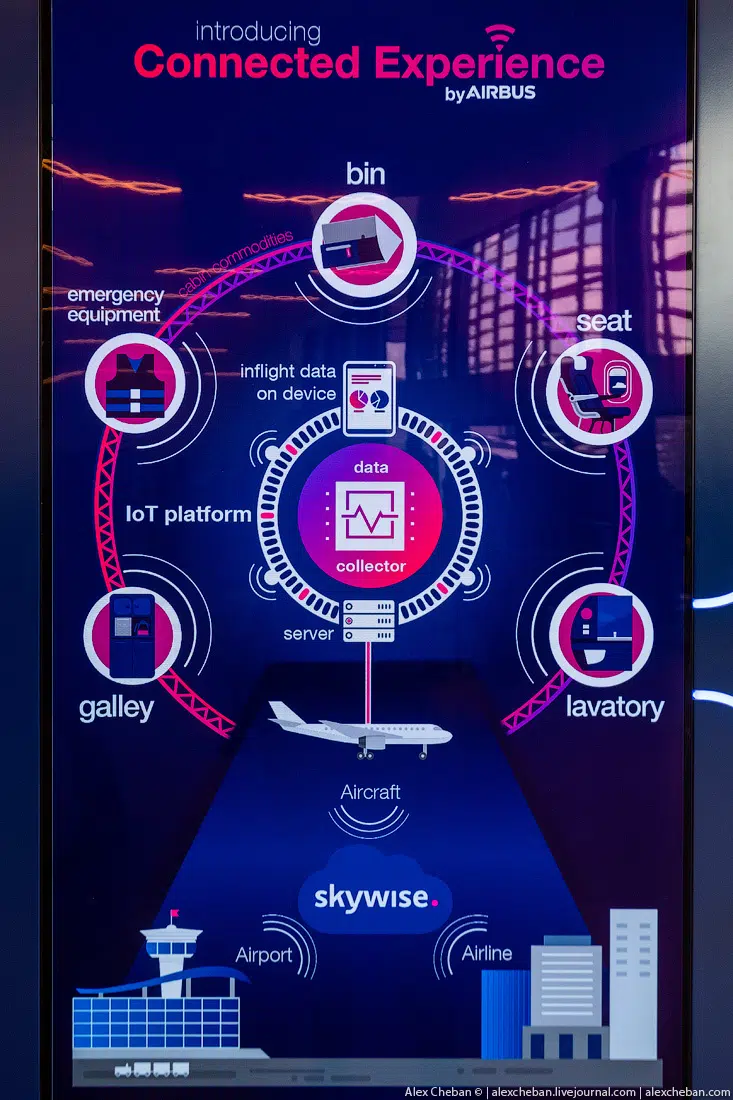 introducing
Connected Experience
by AIRBUS
bin
cabin commodities
emergency
equipment
seat
inflight data
on device
data
IoT platform
collector
server
galley
lavatory
Aircraft
skywise.
Airport
Airline
Alex Cheban © | alexcheban.livejournal.com | alexcheban.com